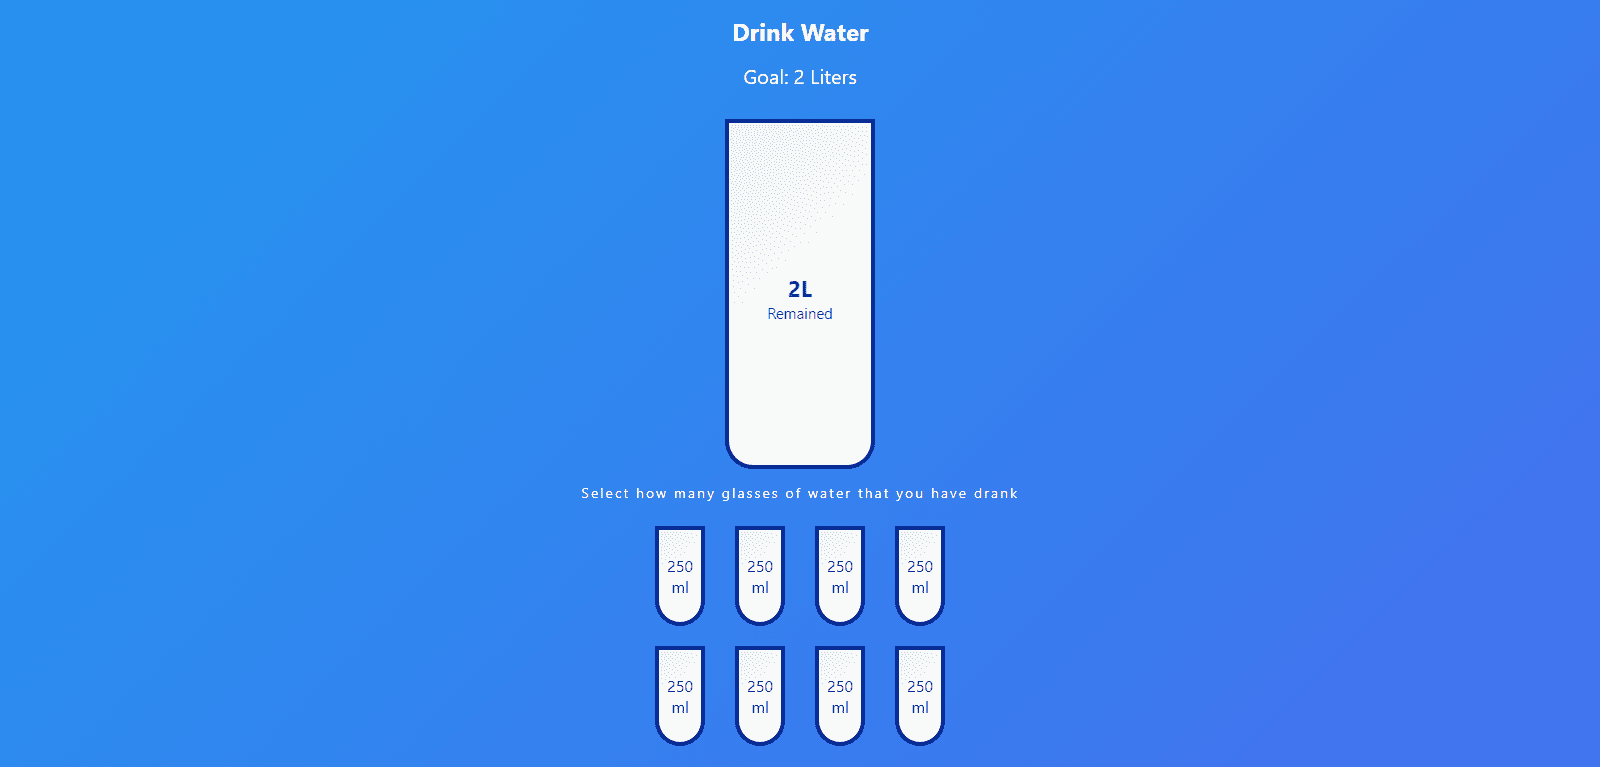 Drink Water
Goal: 2 Liters
2L
Remained
Select how many glasses of water that you have drank
250 250 250 250
ml ml ml ml
250 250 250 250
ml ml ml ml